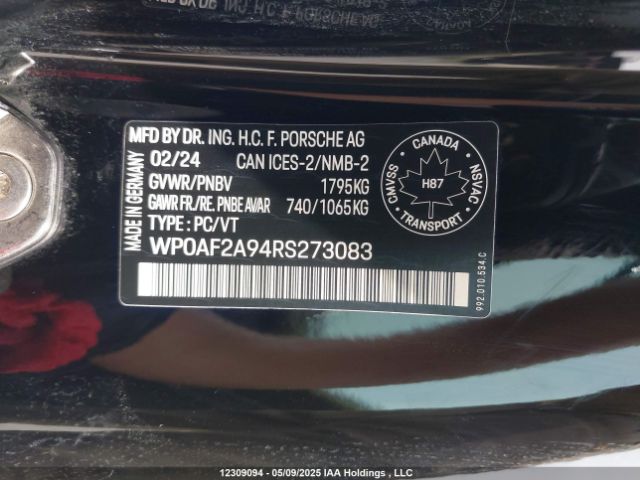 MFD BY DR. ING. H.C. F. PORSCHE AG
MADE IN GERMANY
02/24 CAN ICES-2/NMB-2
GVWR/PNBV 1795KG
GAWR FR./RE. PNBE AV/AR 740/1065KG
TYPE : PC/VT
WP0AF2A94RS273083
CANADA
CMVSS
NSVAC
H87
TRANSPORT
992.010.534.C
12309094 - 05/09/2025 IAA Holdings , LLC